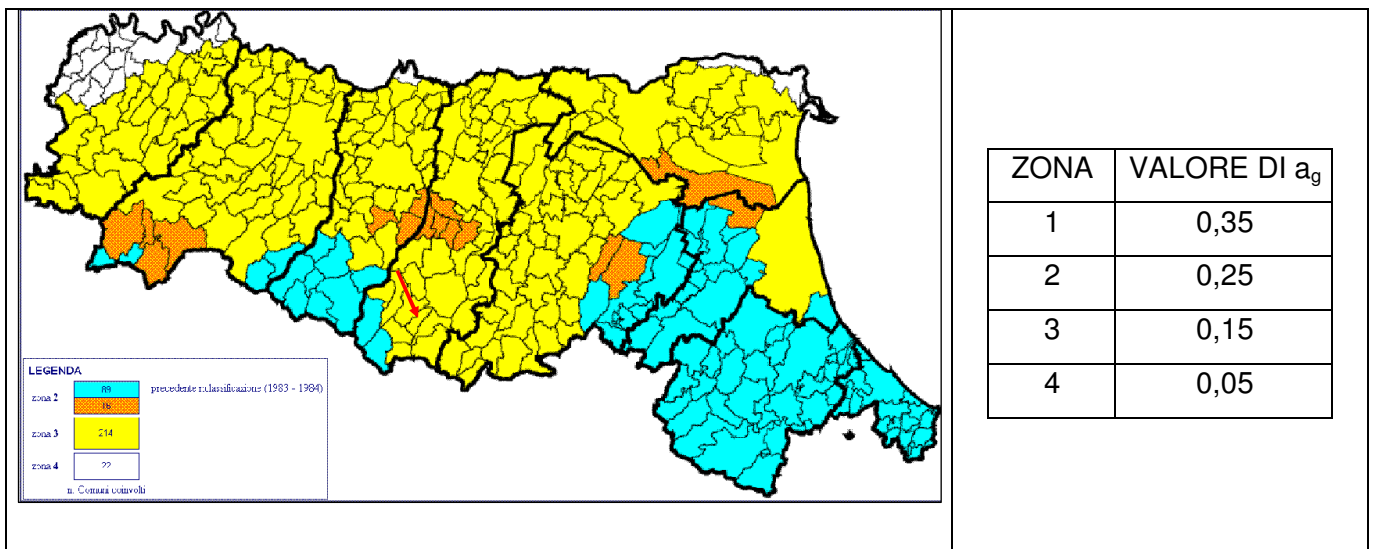 LEGENDA
zona 2
89
16
precedente riclassificazione (1983 - 1984)
zona 3
214
zona 4
22
n. Comuni coinvolti
ZONA VALORE DI ag
1 0,35
2 0,25
3 0,15
4 0,05